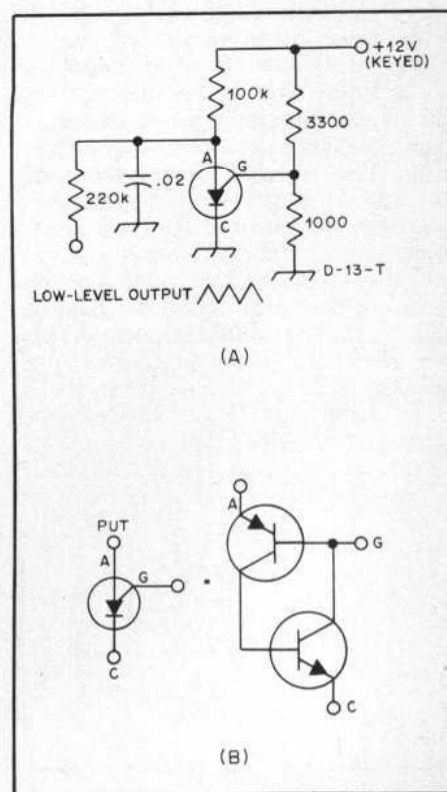 +12V
(KEYED)
100k
3300
A
G
220k
.02
1000
C
D-13-T
LOW-LEVEL OUTPUT
(A)
A
PUT
A
G
G
C
C
(B)